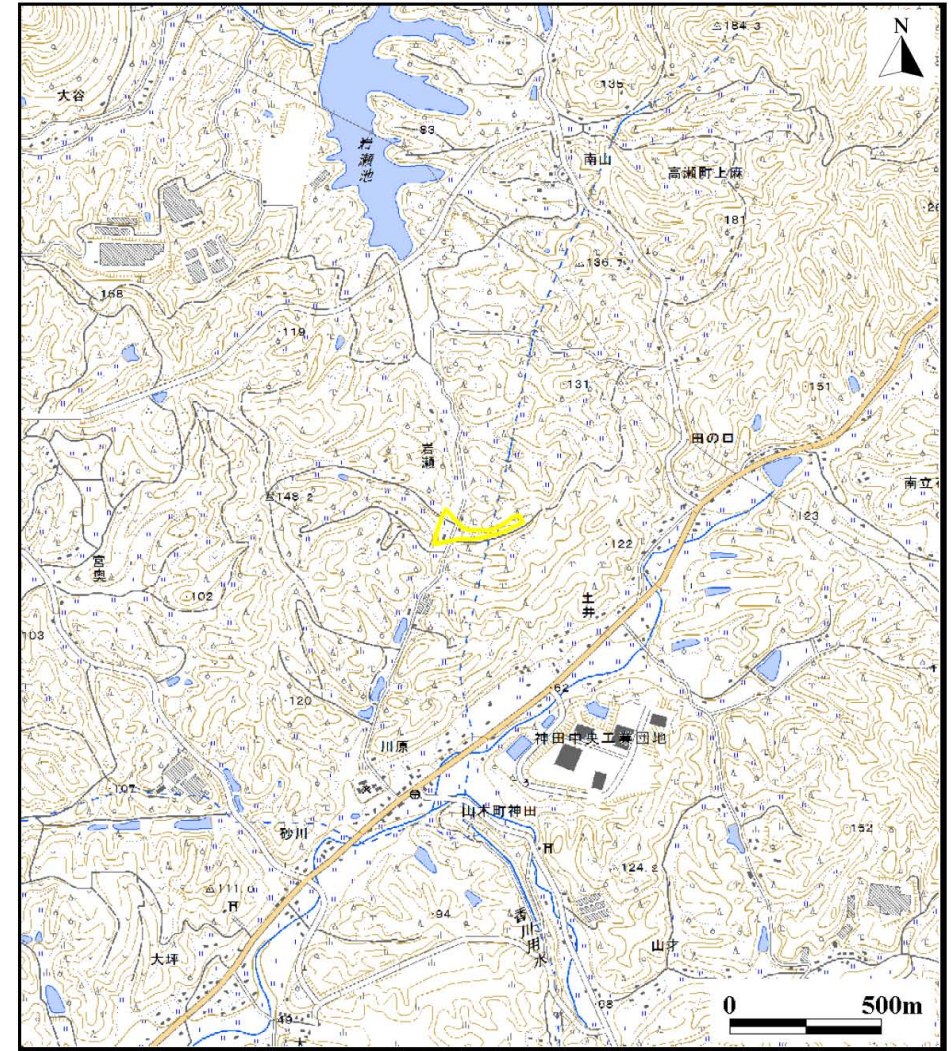 N
184.3
大谷
135
83
岩瀬池
南山
高瀬町上麻
181
136.7
168
119
131
151
田の口
岩瀬
148.2
南立
123
122
宮奥
102
土井
103
120
62
神田中央工業団地
川原
107
山本町神田
砂川
152
124.2
111.0
94
香川用水
大坪
山才
68
0 500m